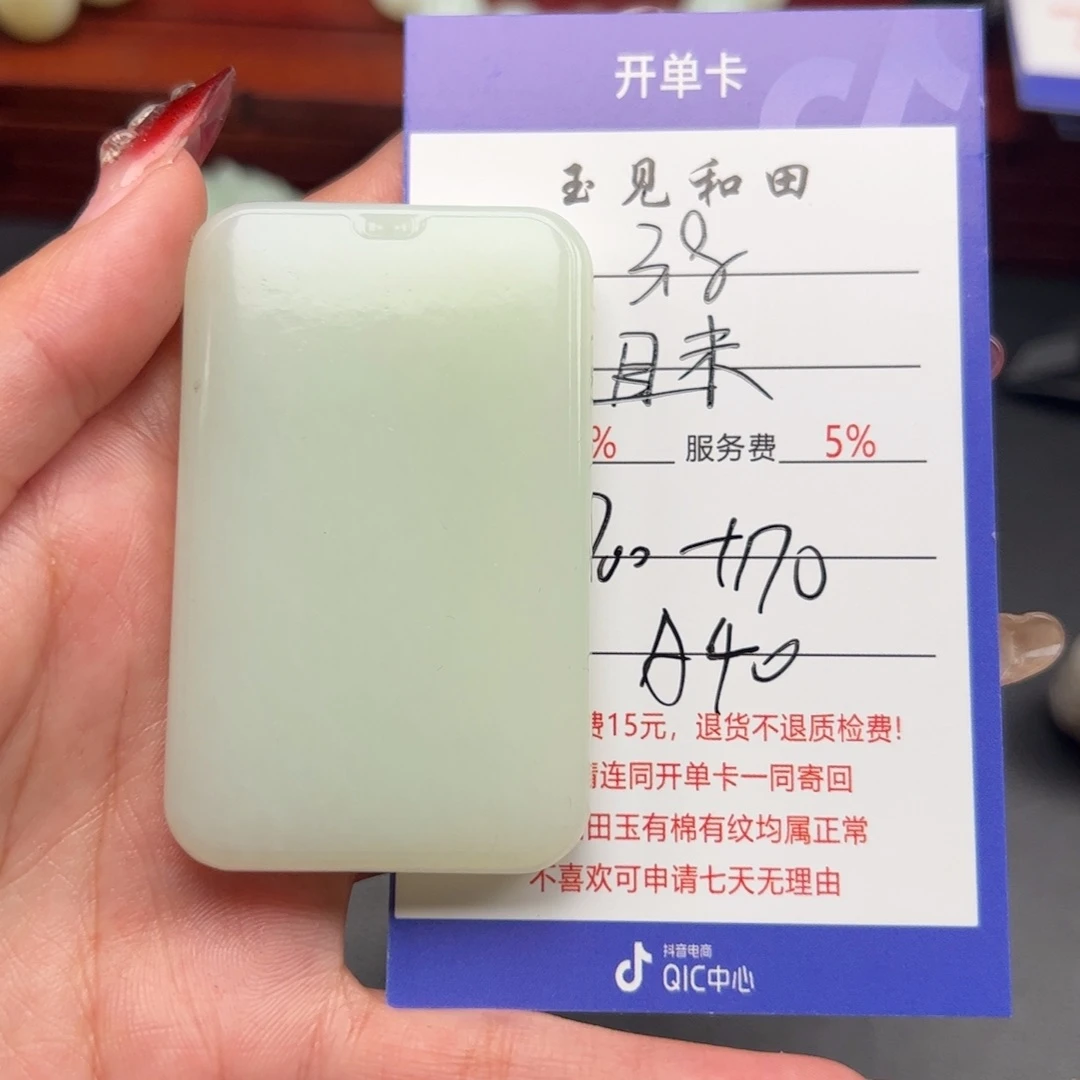 开单卡
玉见和田
% 服务费 5%
00 +170
A40
费15元，退货不退质检费!
请连同开单卡一同寄回
田玉有棉有纹均属正常
不喜欢可申请七天无理由
抖音电商
QIC中心